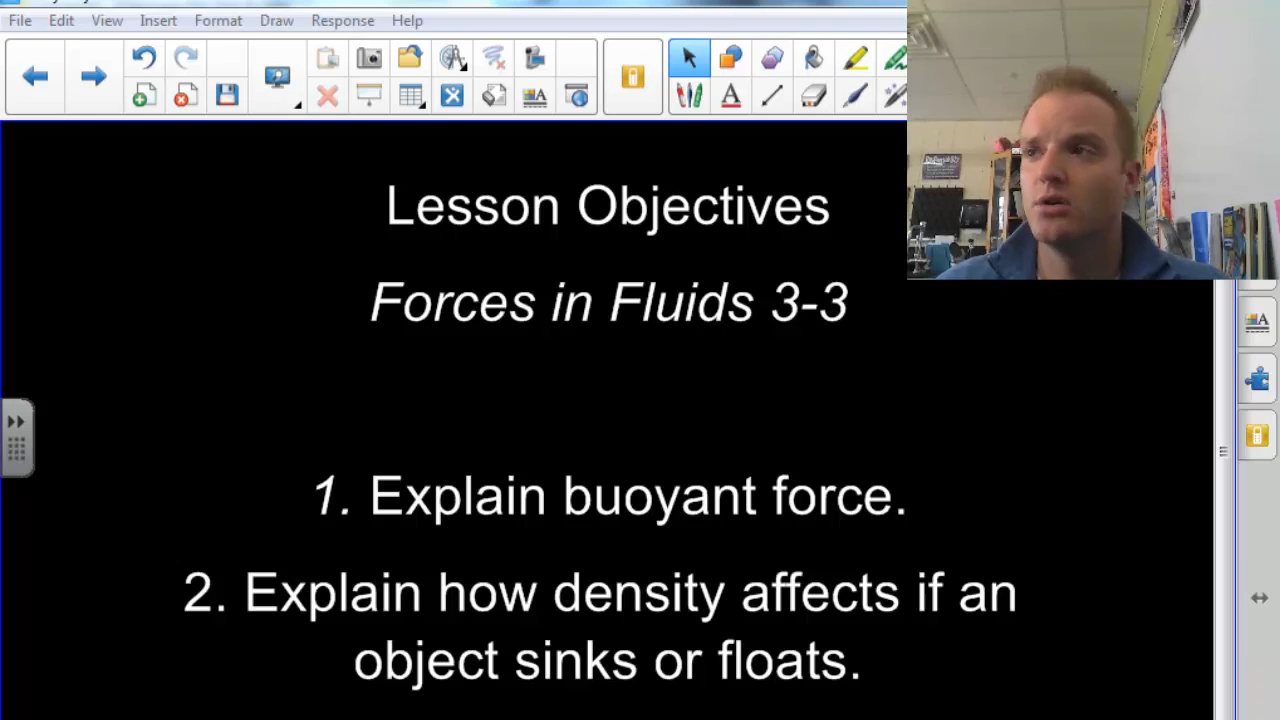 File Edit View Insert Format Draw Response Help
Lesson Objectives
Forces in Fluids 3-3
1. Explain buoyant force.
2. Explain how density affects if an
object sinks or floats.